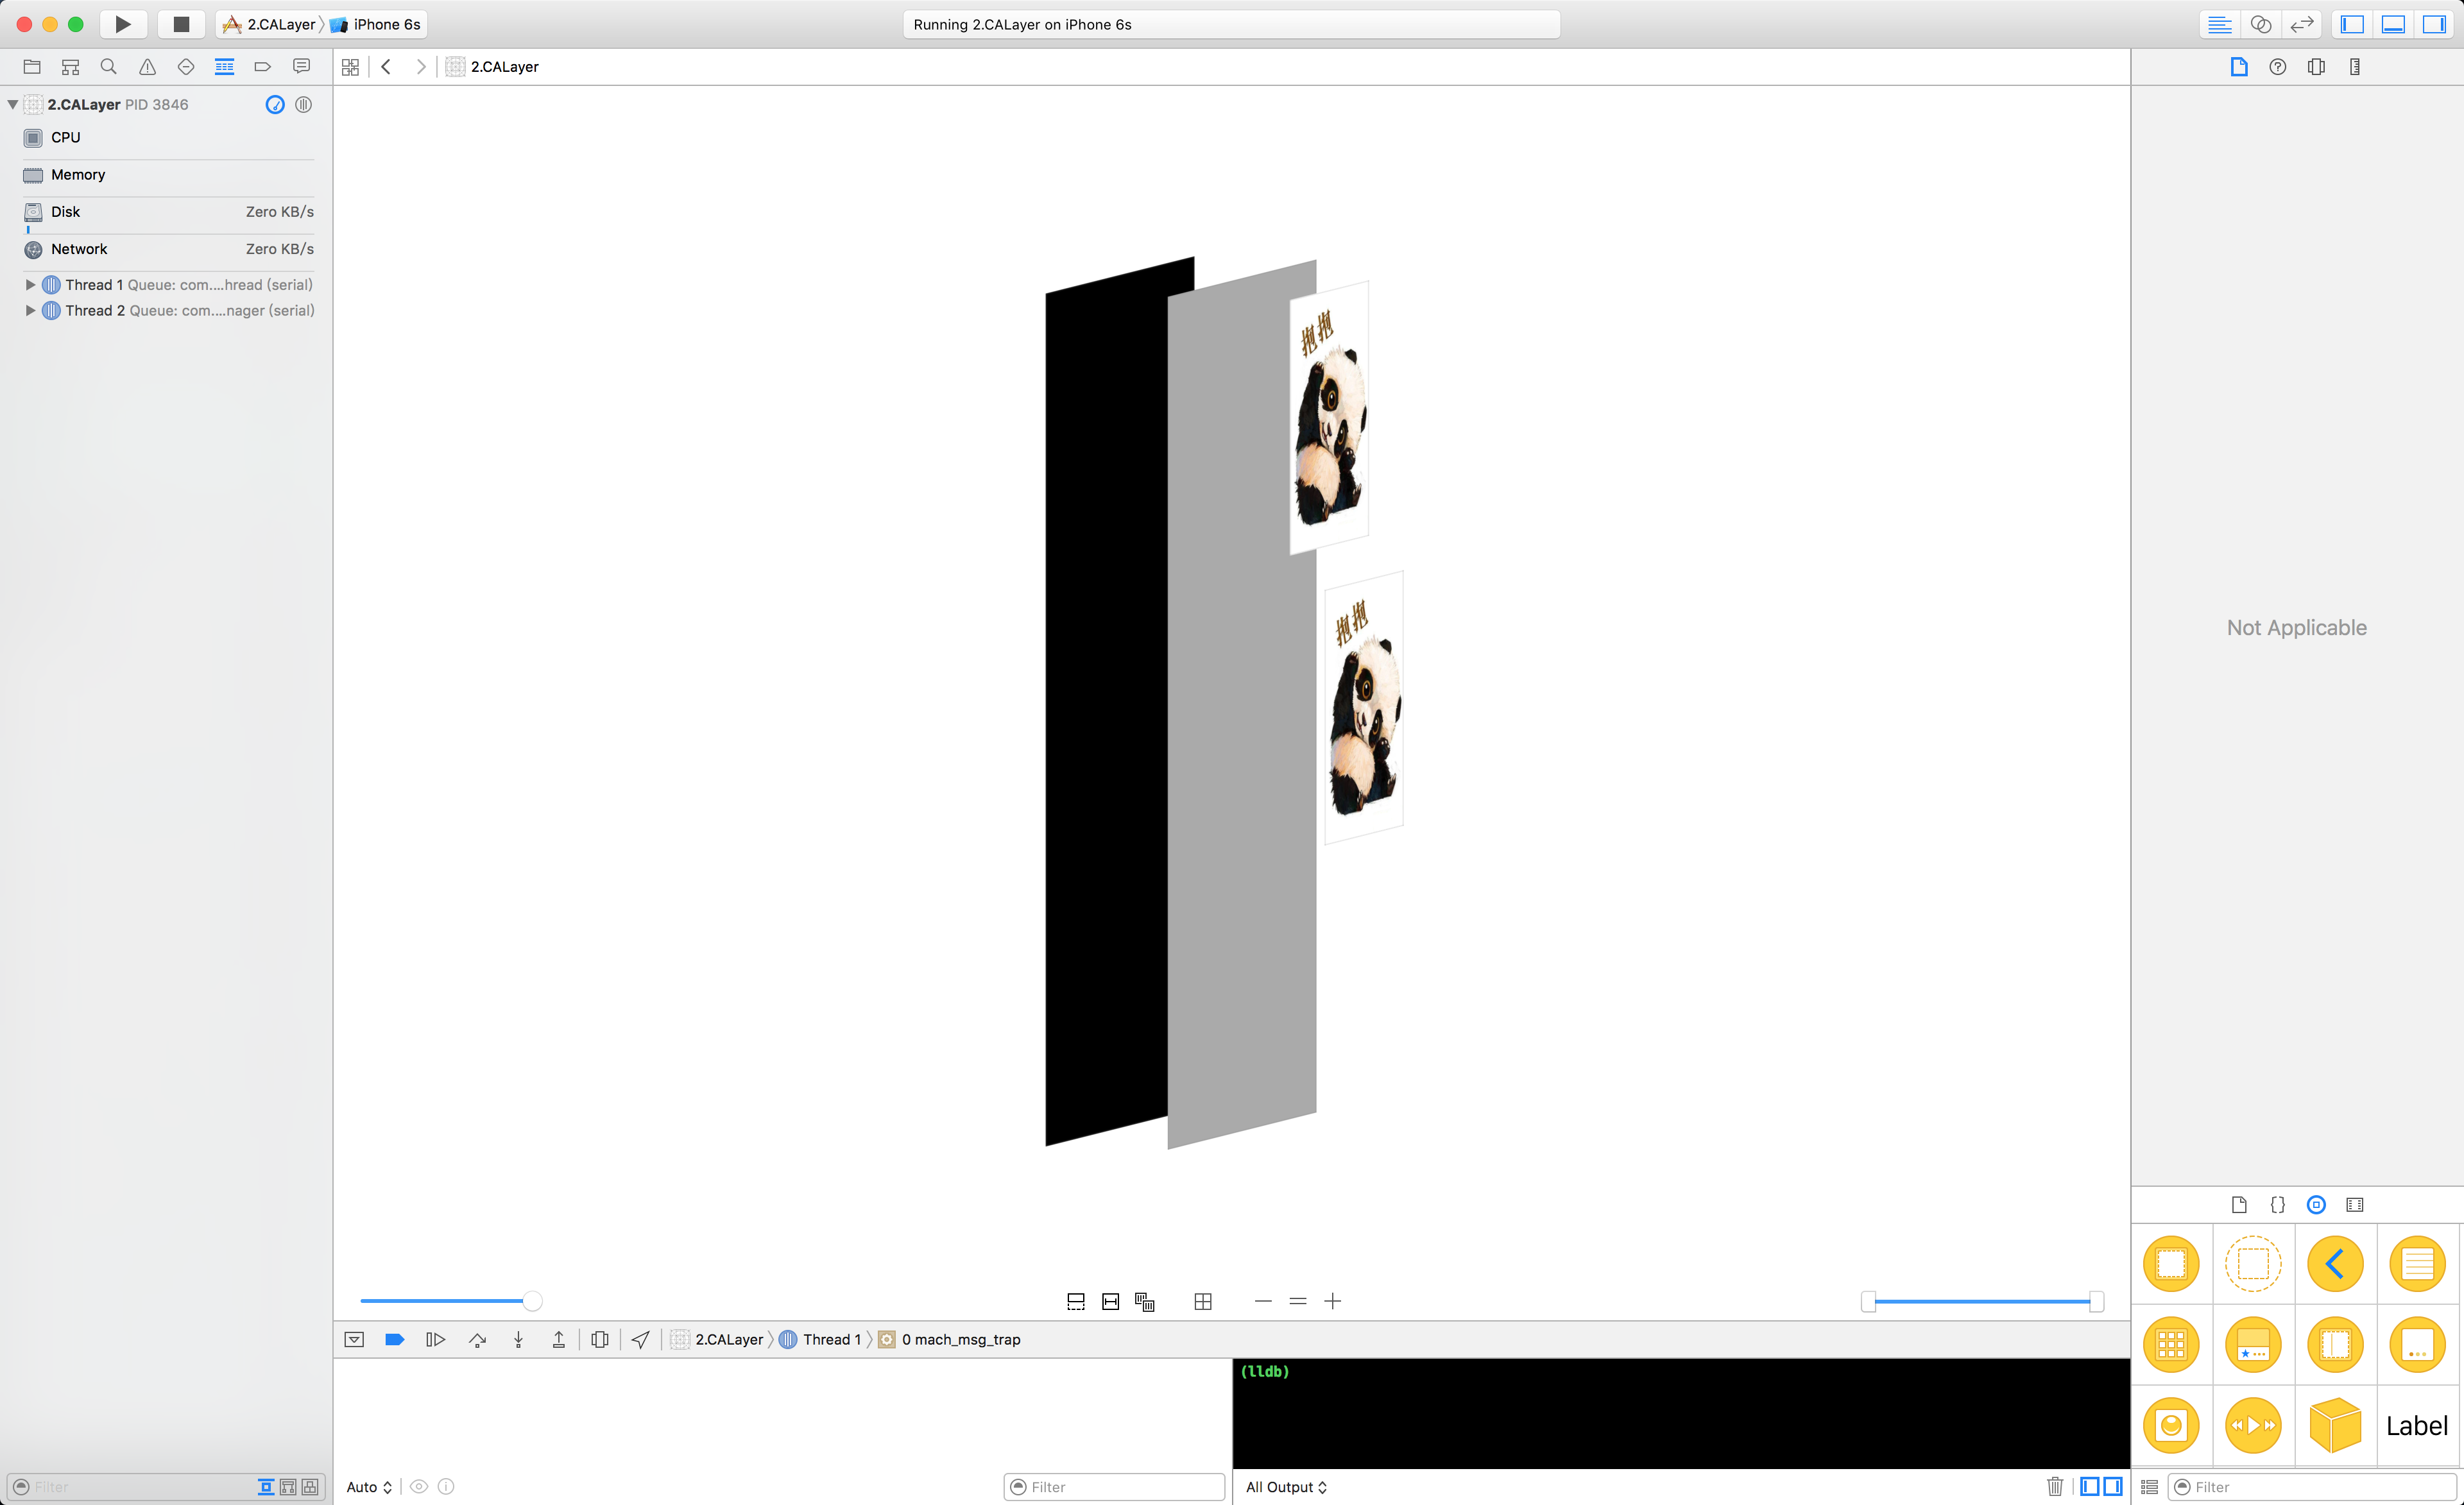 2.CALayer
iPhone 6s
Running 2.CALayer on iPhone 6s
2.CALayer PID 3846
CPU
Memory
Disk
Zero KB/s
Network
Zero KB/s
Thread 1 Queue: com....hread (serial)
Thread 2 Queue: com....nager (serial)
Filter
2.CALayer
抱抱
抱抱
2.CALayer
Thread 1
0 mach_msg_trap
Auto
Filter
(lldb)
All Output
Not Applicable
Label
Filter